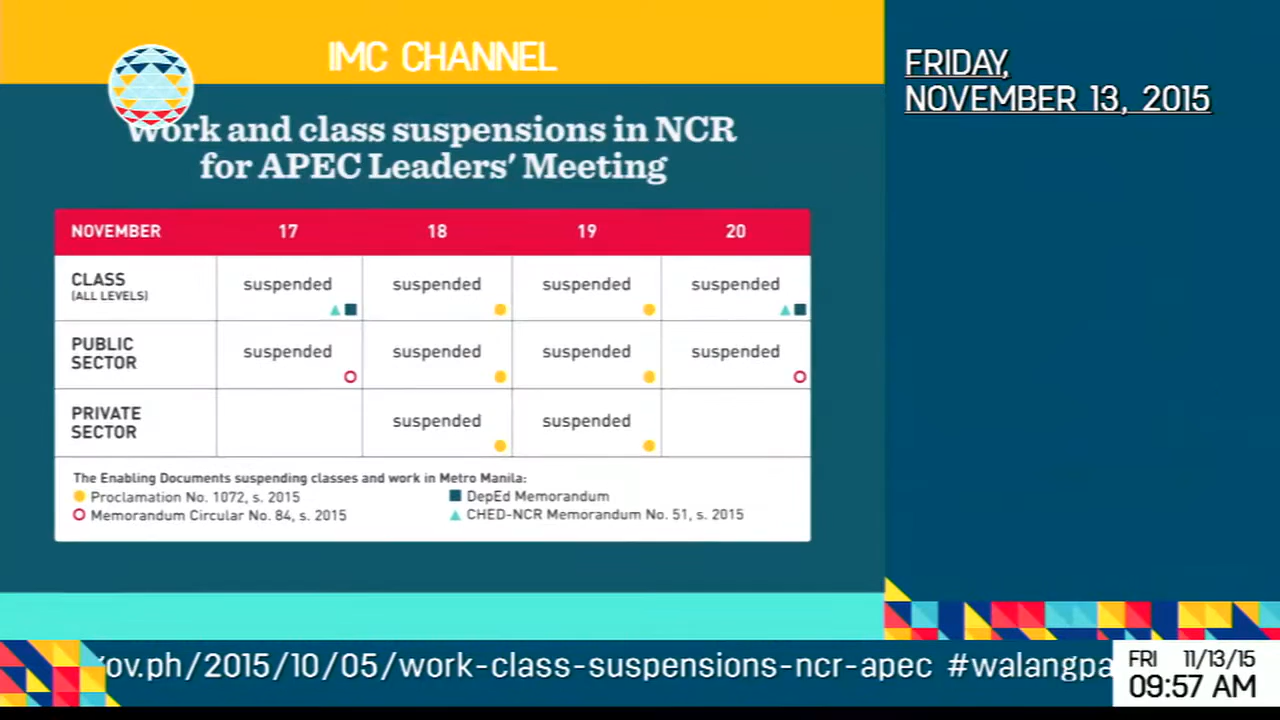 IMC CHANNEL
FRIDAY,
NOVEMBER 13, 2015
Work and class suspensions in NCR
for APEC Leaders' Meeting
NOVEMBER 17 18 19 20
CLASS
(ALL LEVELS)
suspended suspended suspended suspended
PUBLIC
SECTOR
suspended suspended suspended suspended
PRIVATE
SECTOR
suspended suspended
The Enabling Documents suspending classes and work in Metro Manila:
Proclamation No. 1072, s. 2015
DepEd Memorandum
Memorandum Circular No. 84, s. 2015
CHED-NCR Memorandum No. 51, s. 2015
ov.ph/2015/10/05/work-class-suspensions-ncr-apec #walangpa
FRI 11/13/15
09:57 AM